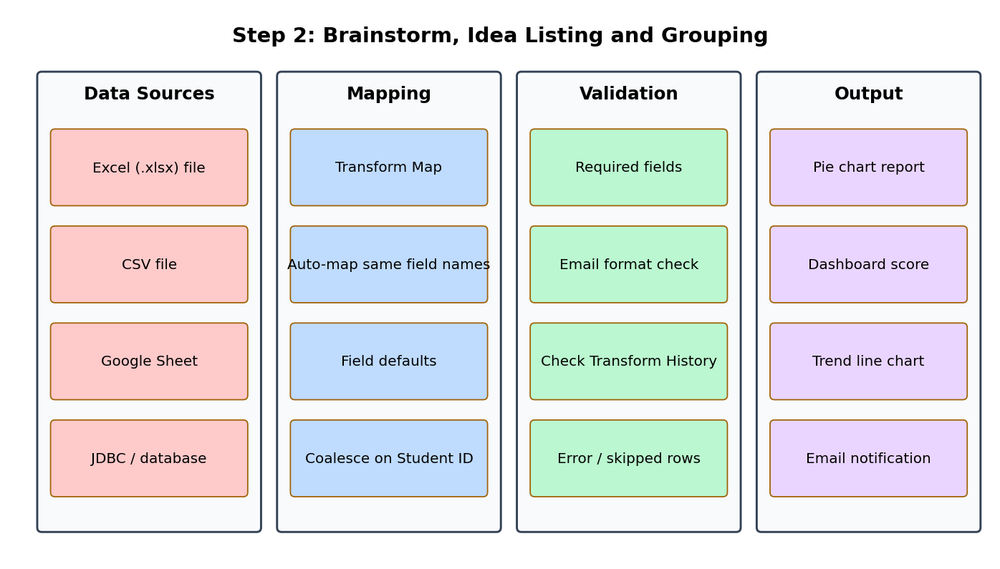 Step 2: Brainstorm, Idea Listing and Grouping
Data Sources
Excel (.xlsx) file
CSV file
Google Sheet
JDBC / database
Mapping
Transform Map
Auto-map same field names
Field defaults
Coalesce on Student ID
Validation
Required fields
Email format check
Check Transform History
Error / skipped rows
Output
Pie chart report
Dashboard score
Trend line chart
Email notification